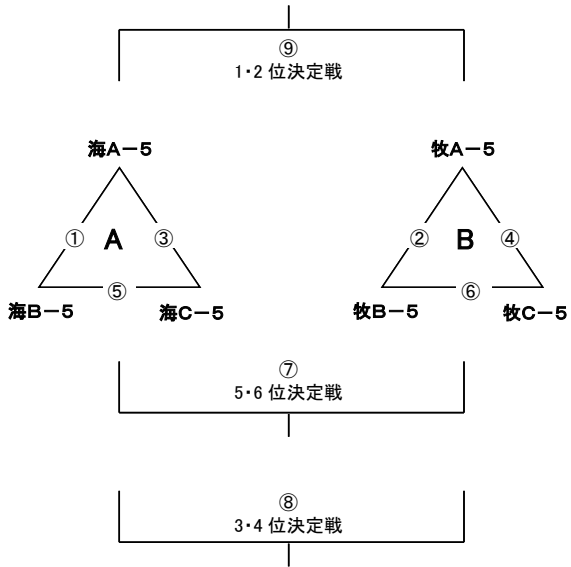 ⑨
1・2 位決定戦
海A－5
牧A－5
① A ③
② B ④
⑤
⑥
海B－5
海C－5
牧B－5
牧C－5
⑦
5・6 位決定戦
⑧
3・4 位決定戦